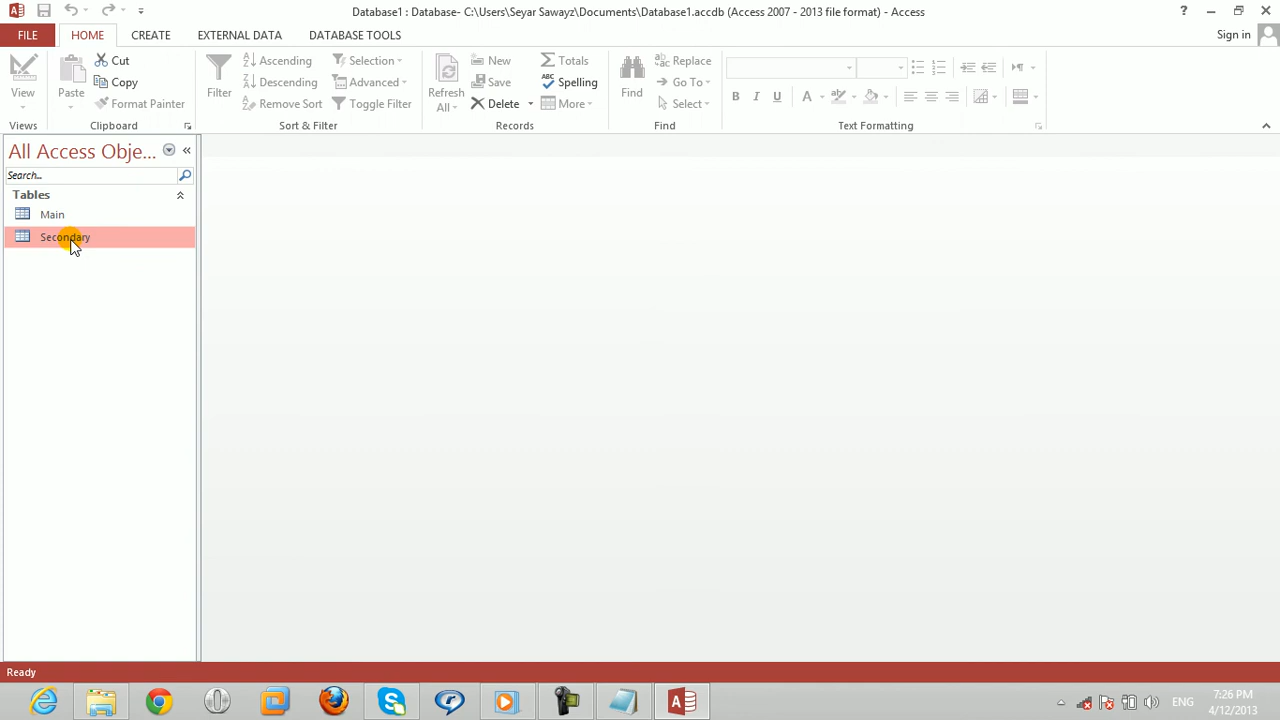 Database1 : Database- C:\Users\Seyar Sawayz\Documents\Database1.accdb (Access 2007 - 2013 file format) - Access
?
FILE HOME CREATE EXTERNAL DATA DATABASE TOOLS Sign in
View
Views
Paste
Cut
Copy
Format Painter
Clipboard
Filter
Ascending
Descending
Remove Sort
Selection
Advanced
Toggle Filter
Sort & Filter
Refresh
All
New
Save
Delete
Totals
Spelling
More
Records
Find
Replace
Go To
Select
Find
B I U A
Text Formatting
All Access Obje...
Search...
Tables
Main
Secondary
Ready
ENG
7:26 PM
4/12/2013